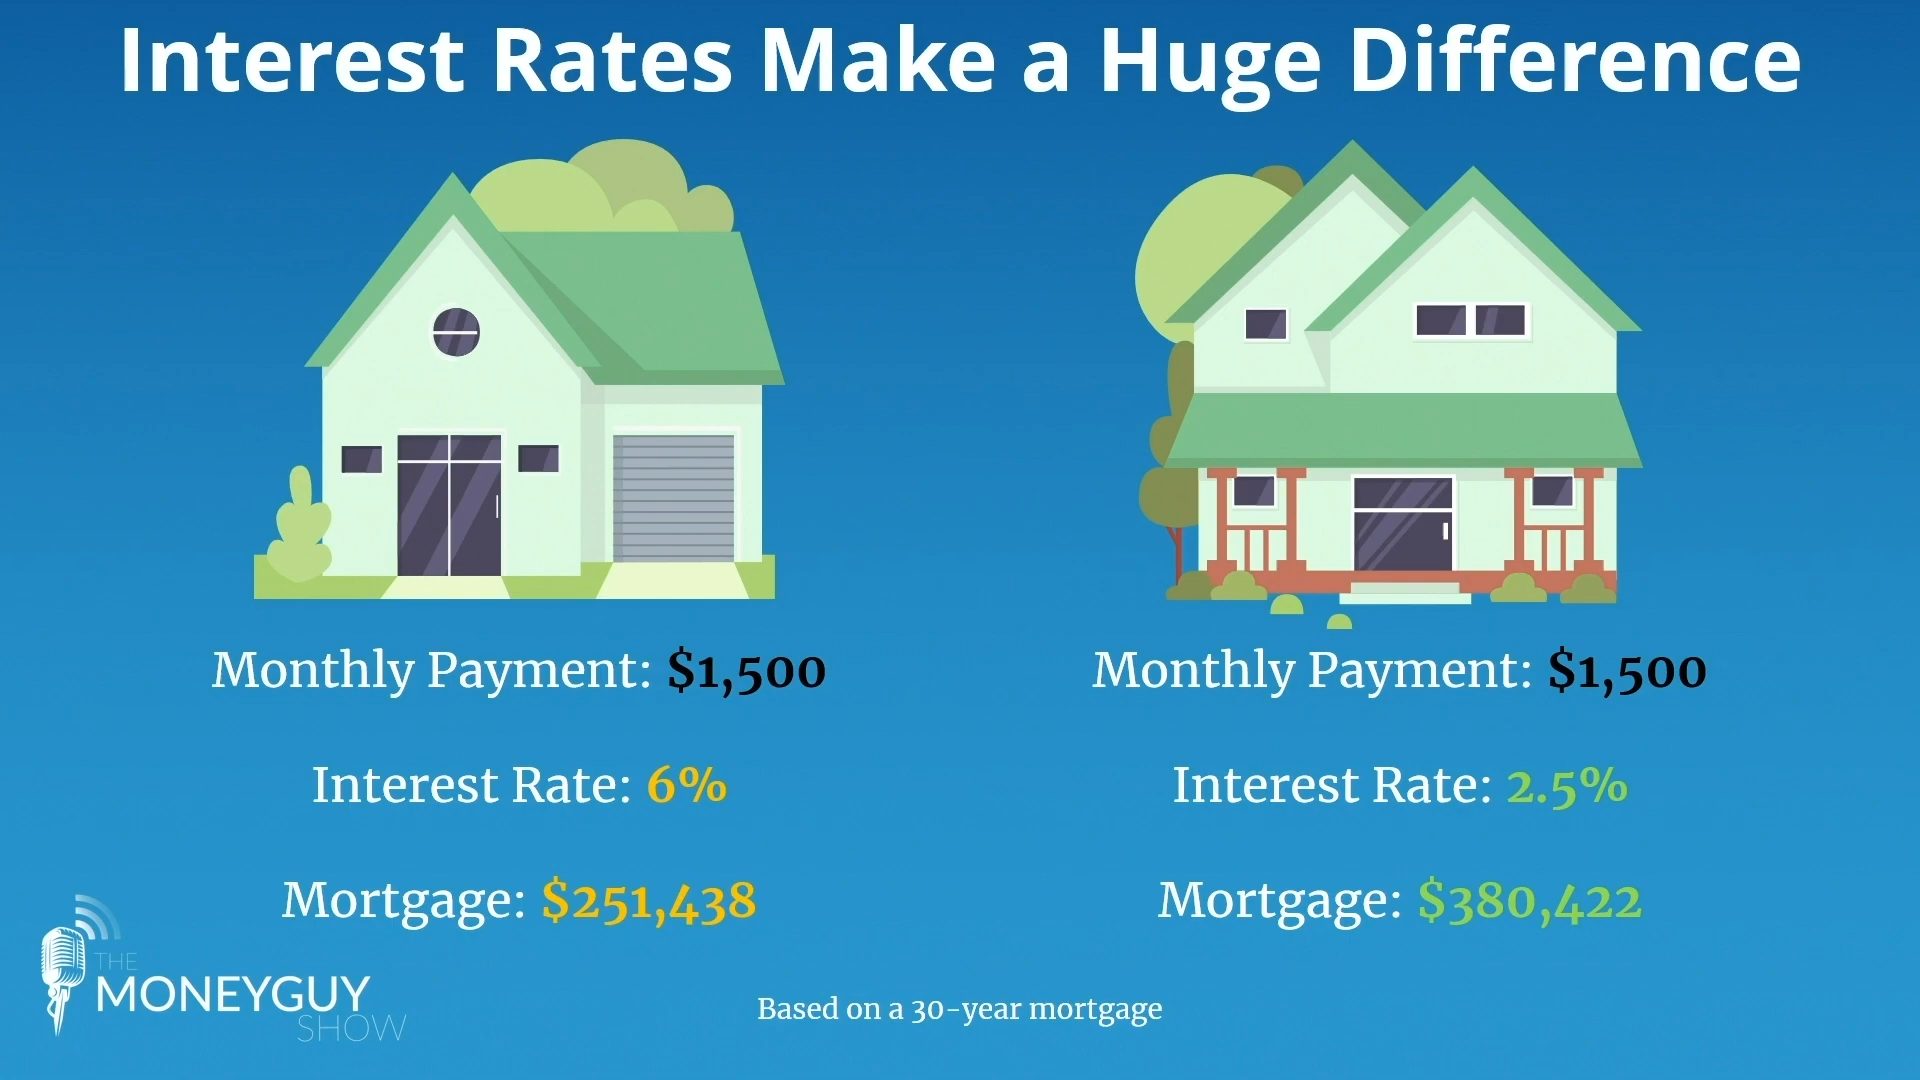 Interest Rates Make a Huge Difference
Monthly Payment: $1,500
Interest Rate: 6%
Mortgage: $251,438
Monthly Payment: $1,500
Interest Rate: 2.5%
Mortgage: $380,422
THE
MONEYGUY
SHOW
Based on a 30-year mortgage